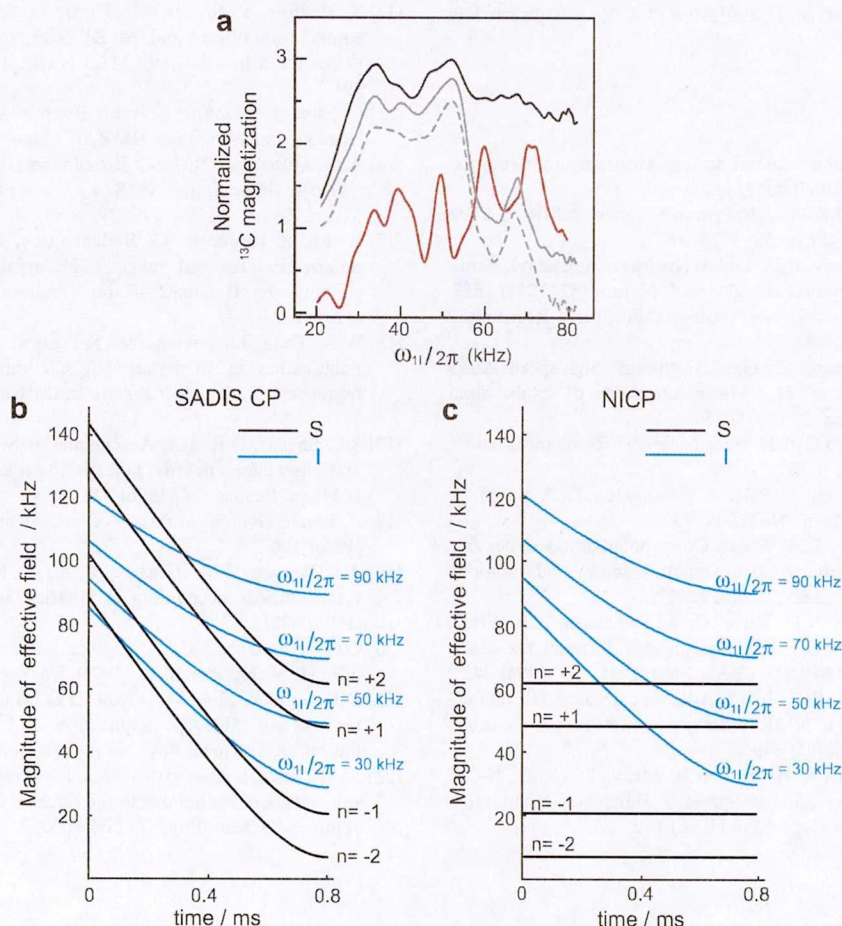 a
3
2
1
0
Normalized
¹³C magnetization
20 40 60 80
ω₁I/2π (kHz)
b
SADIS CP
S
I
140
120
100
80
60
40
20
Magnitude of effective field / kHz
ω₁I/2π = 90 kHz
ω₁I/2π = 70 kHz
n= +2
ω₁I/2π = 50 kHz
n= +1
ω₁I/2π = 30 kHz
n= -1
n= -2
0 0.4 0.8
time / ms
c
NICP
S
I
140
120
100
80
60
40
20
Magnitude of effective field / kHz
ω₁I/2π = 90 kHz
ω₁I/2π = 70 kHz
n= +2
ω₁I/2π = 50 kHz
n= +1
ω₁I/2π = 30 kHz
n= -1
n= -2
0 0.4 0.8
time / ms